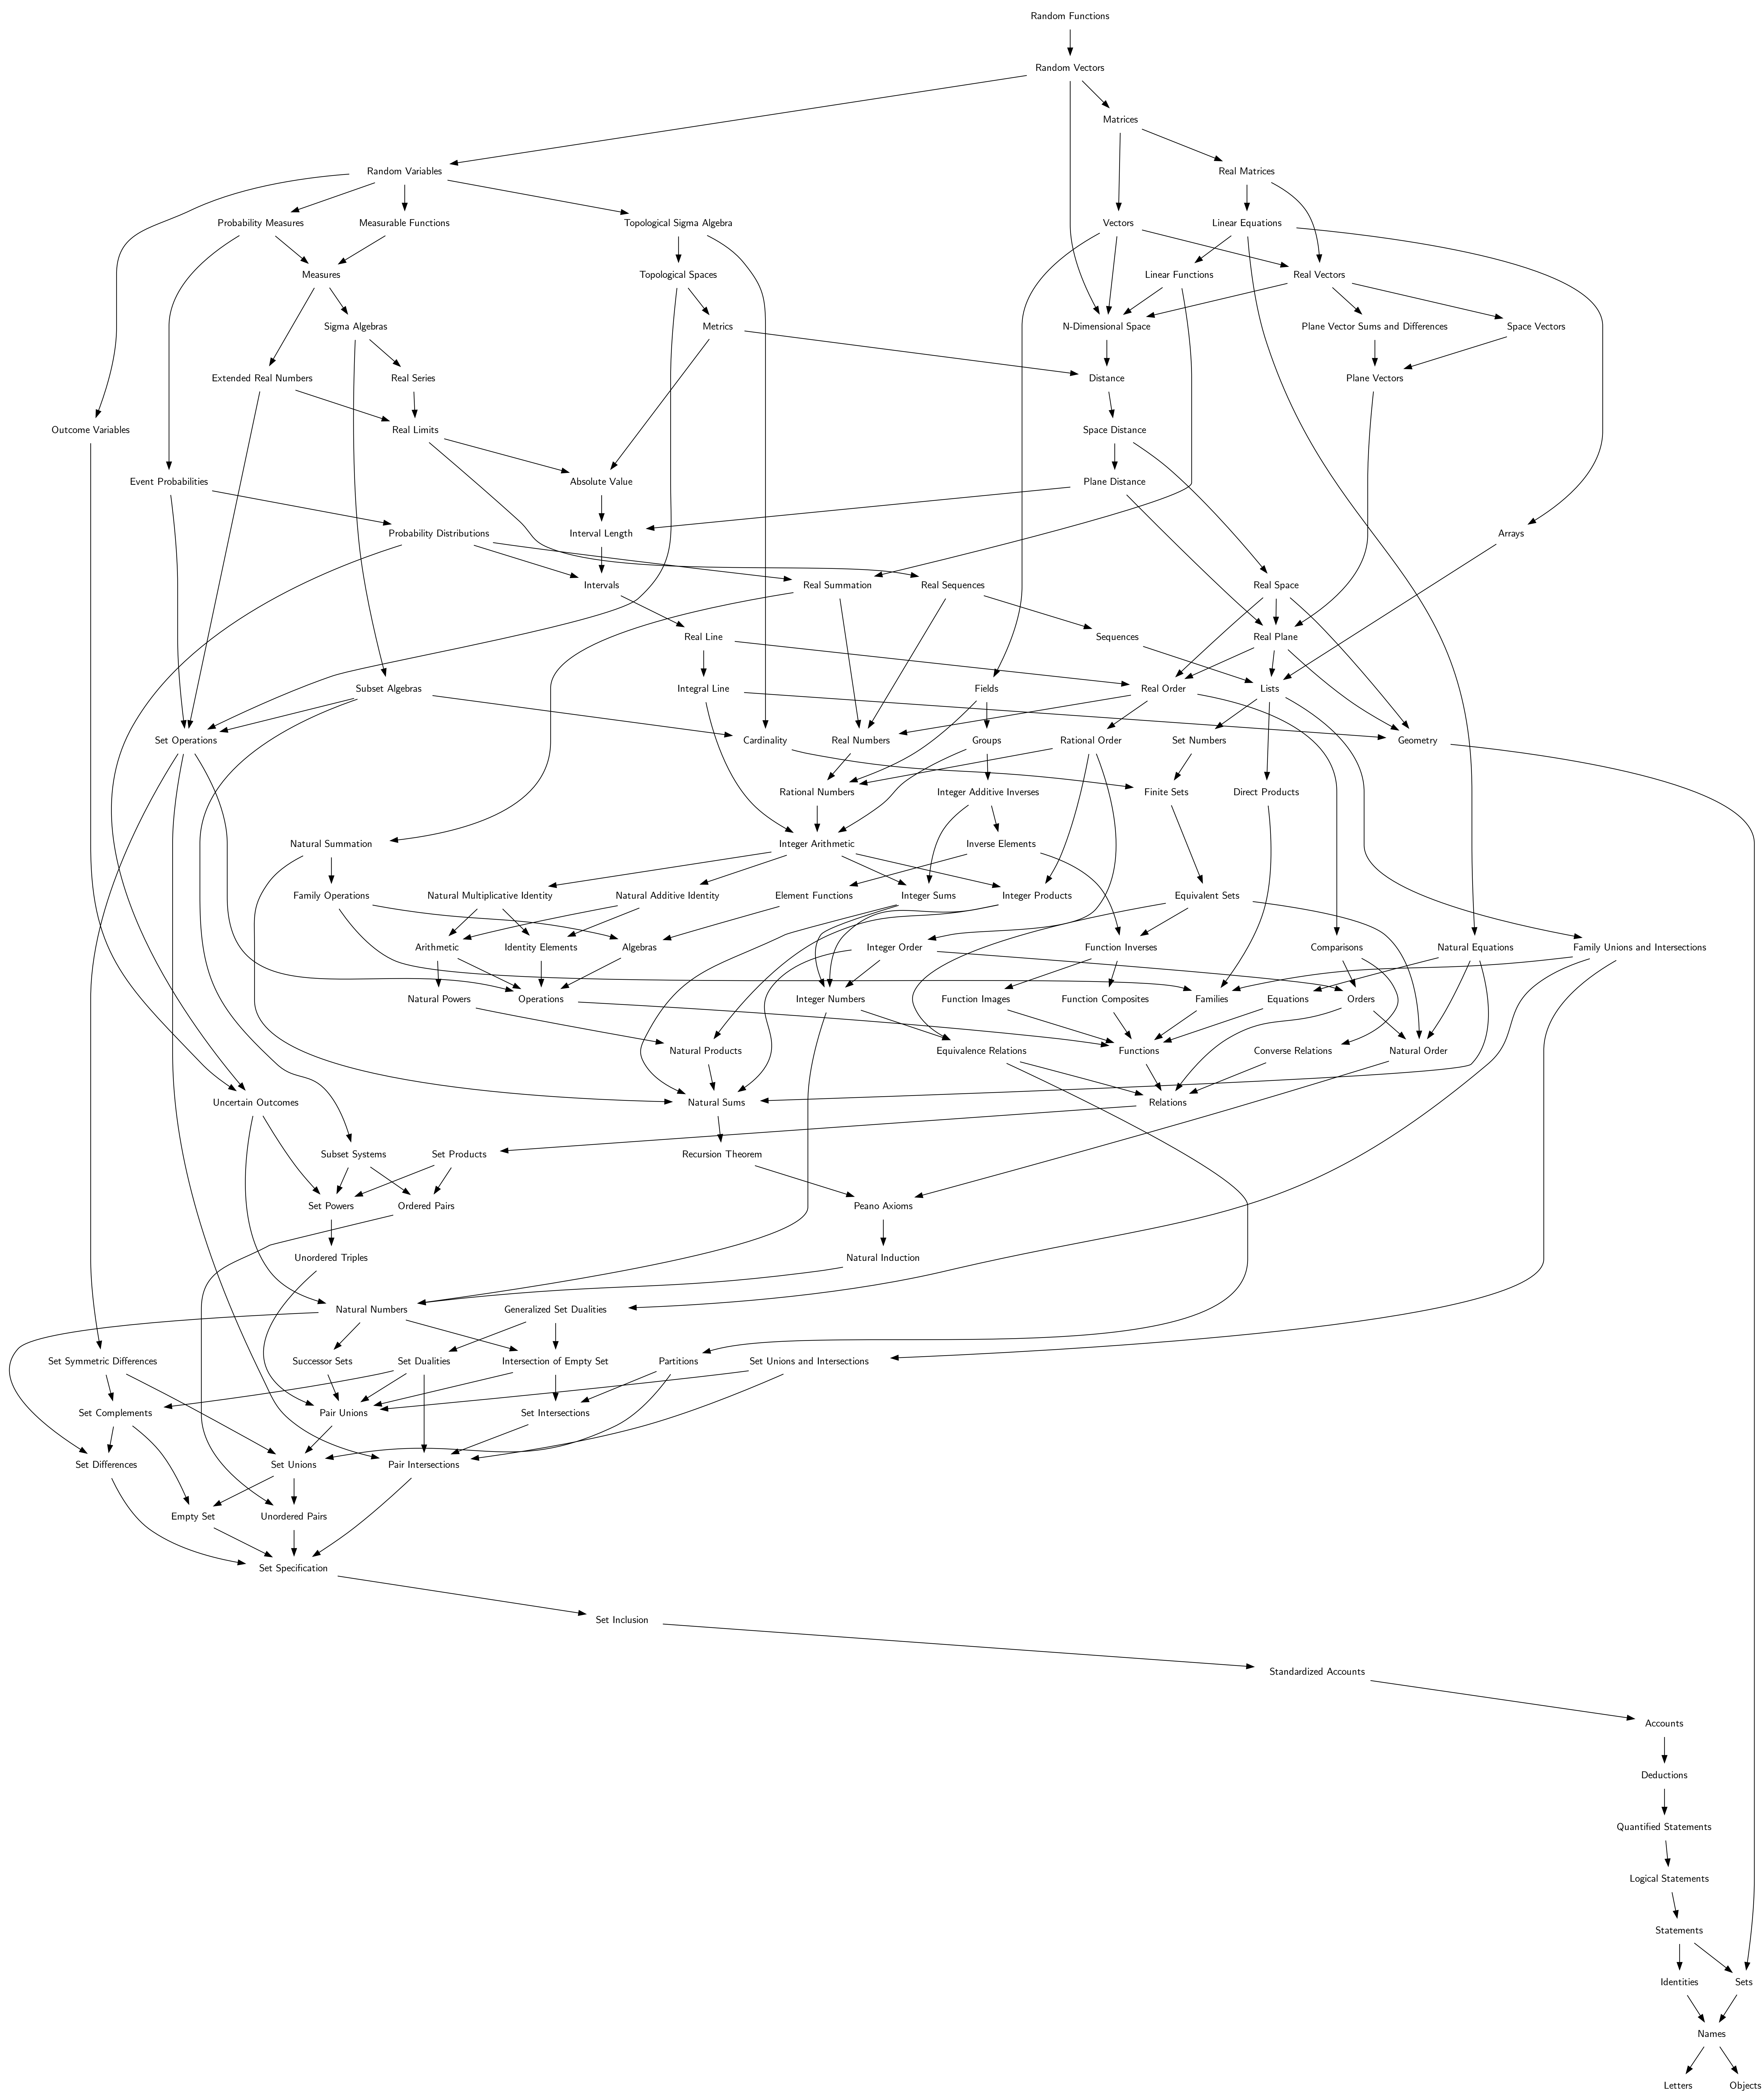 Random Functions
Random Vectors
Matrices
Random Variables
Real Matrices
Probability Measures
Measurable Functions
Topological Sigma Algebra
Vectors
Linear Equations
Measures
Topological Spaces
Linear Functions
Real Vectors
Sigma Algebras
Metrics
N-Dimensional Space
Plane Vector Sums and Differences
Space Vectors
Extended Real Numbers
Real Series
Distance
Plane Vectors
Outcome Variables
Real Limits
Space Distance
Event Probabilities
Absolute Value
Plane Distance
Probability Distributions
Interval Length
Arrays
Intervals
Real Summation
Real Sequences
Real Space
Real Line
Sequences
Real Plane
Subset Algebras
Integral Line
Fields
Real Order
Lists
Set Operations
Cardinality
Real Numbers
Groups
Rational Order
Set Numbers
Geometry
Rational Numbers
Integer Additive Inverses
Finite Sets
Direct Products
Natural Summation
Integer Arithmetic
Inverse Elements
Family Operations
Natural Multiplicative Identity
Natural Additive Identity
Element Functions
Integer Sums
Integer Products
Equivalent Sets
Arithmetic
Identity Elements
Algebras
Integer Order
Function Inverses
Comparisons
Natural Equations
Family Unions and Intersections
Natural Powers
Operations
Integer Numbers
Function Images
Function Composites
Families
Equations
Orders
Natural Products
Equivalence Relations
Functions
Converse Relations
Natural Order
Uncertain Outcomes
Natural Sums
Relations
Subset Systems
Set Products
Recursion Theorem
Set Powers
Ordered Pairs
Peano Axioms
Unordered Triples
Natural Induction
Natural Numbers
Generalized Set Dualities
Set Symmetric Differences
Successor Sets
Set Dualities
Intersection of Empty Set
Partitions
Set Unions and Intersections
Set Complements
Pair Unions
Set Intersections
Set Differences
Set Unions
Pair Intersections
Empty Set
Unordered Pairs
Set Specification
Set Inclusion
Standardized Accounts
Accounts
Deductions
Quantified Statements
Logical Statements
Statements
Identities
Sets
Names
Letters
Objects